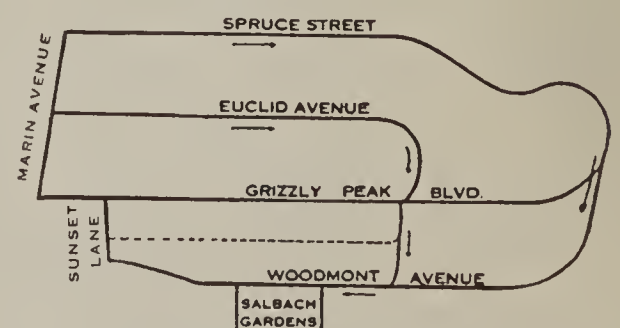 SPRUCE STREET
MARIN AVENUE
EUCLID AVENUE
GRIZZLY PEAK BLVD.
SUNSET
LANE
WOODMONT AVENUE
SALBACH
GARDENS